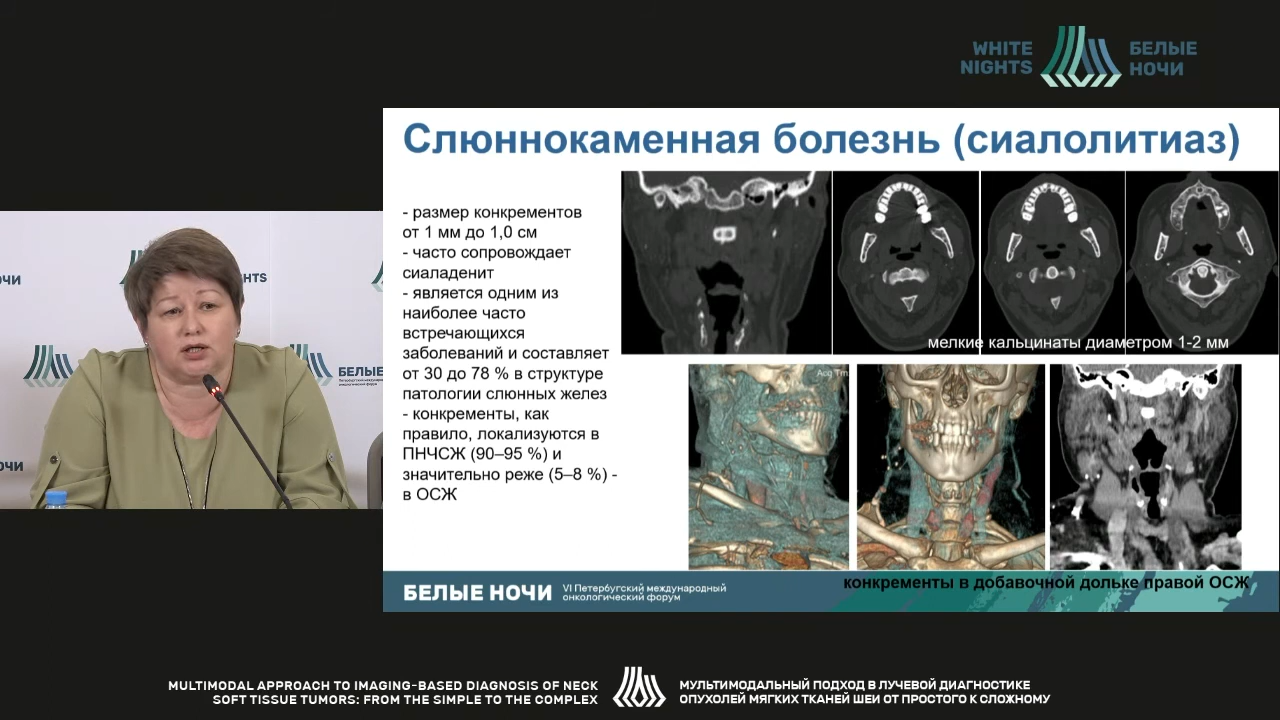 WHITE
NIGHTS
БЕЛЫЕ
НОЧИ
Слюннокаменная болезнь (сиалолитиаз)
- размер конкрементов
от 1 мм до 1,0 см
- часто сопровождает
сиаладенит
- является одним из
наиболее часто
встречающихся
заболеваний и составляет
от 30 до 78 % в структуре
патологии слюнных желез
- конкременты, как
правило, локализуются в
ПНЧСЖ (90–95 %) и
значительно реже (5–8 %) -
в ОСЖ
мелкие кальцинаты диаметром 1-2 мм
Acq Tm
конкременты в добавочной дольке правой ОСЖ
БЕЛЫЕ НОЧИ
VI Петербургский международный
онкологический форум
БЕЛЫЕ
MULTIMODAL APPROACH TO IMAGING-BASED DIAGNOSIS OF NECK
SOFT TISSUE TUMORS: FROM THE SIMPLE TO THE COMPLEX
МУЛЬТИМОДАЛЬНЫЙ ПОДХОД В ЛУЧЕВОЙ ДИАГНОСТИКЕ
ОПУХОЛЕЙ МЯГКИХ ТКАНЕЙ ШЕИ ОТ ПРОСТОГО К СЛОЖНОМУ